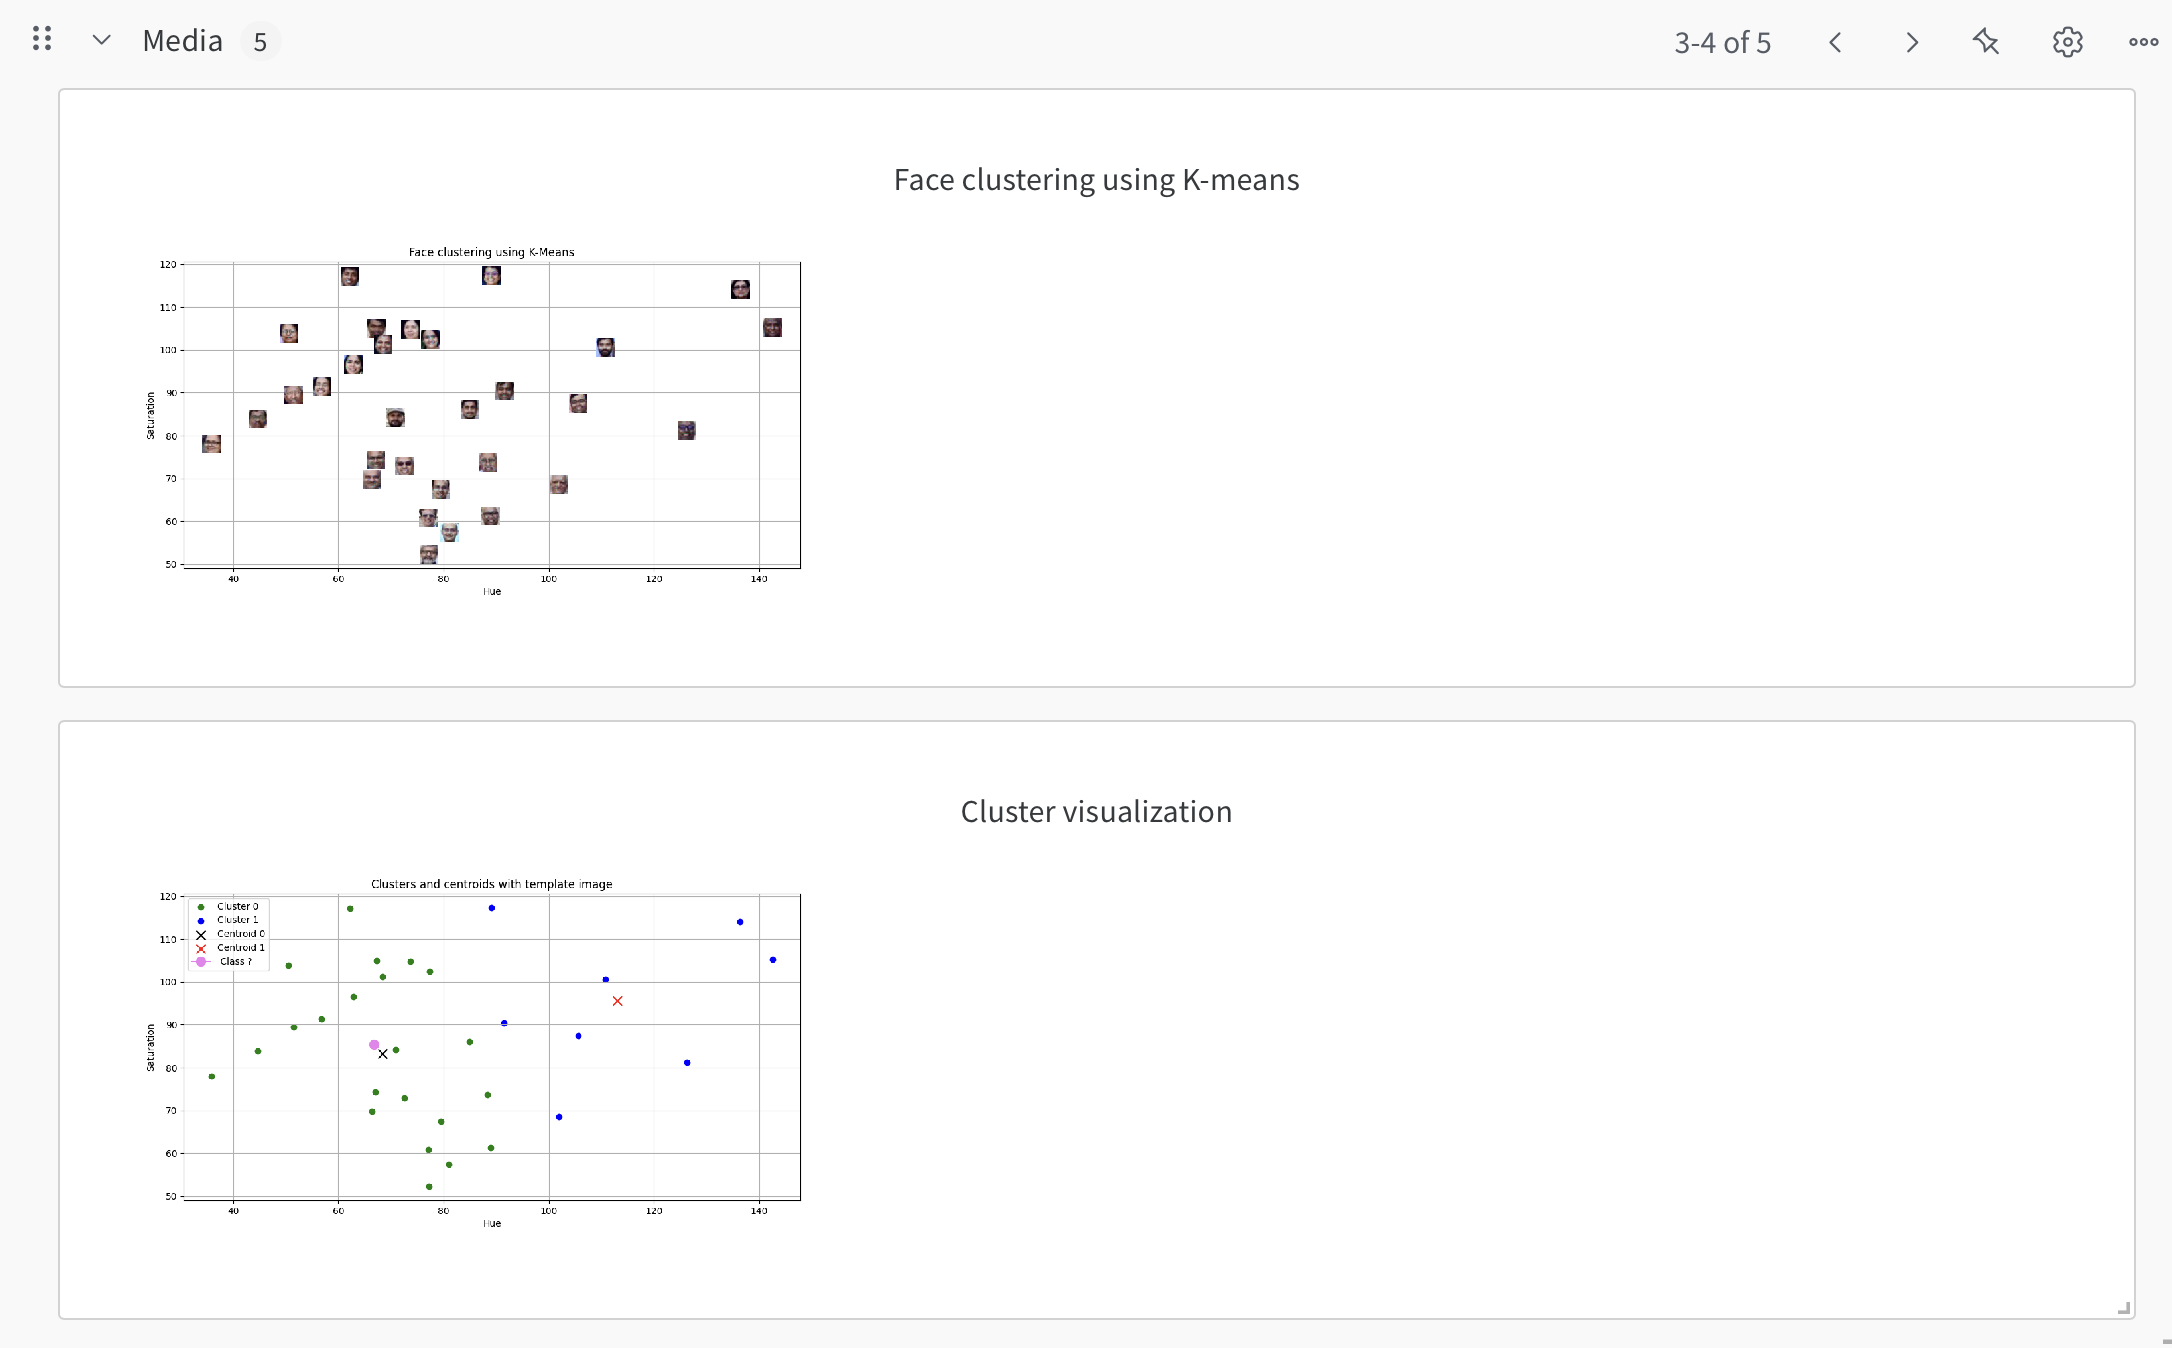 Media 5
3-4 of 5
Face clustering using K-means
Face clustering using K-Means
120
110
100
90
80
70
60
50
Saturation
40 60 80 100 120 140
Hue
Cluster visualization
Clusters and centroids with template image
Cluster 0
Cluster 1
Centroid 0
Centroid 1
Class ?
120
110
100
90
80
70
60
50
Saturation
40 60 80 100 120 140
Hue